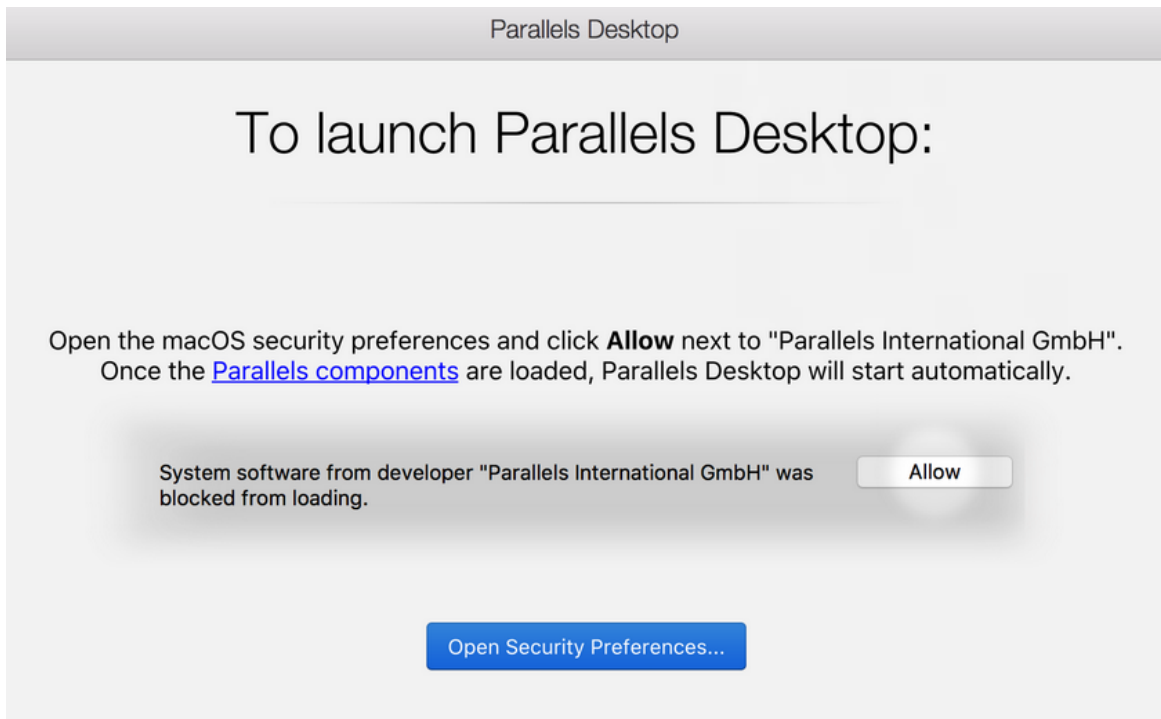 Parallels Desktop
To launch Parallels Desktop:
Open the macOS security preferences and click Allow next to "Parallels International GmbH".
Once the Parallels components are loaded, Parallels Desktop will start automatically.
System software from developer "Parallels International GmbH" was
blocked from loading.
Allow
Open Security Preferences...